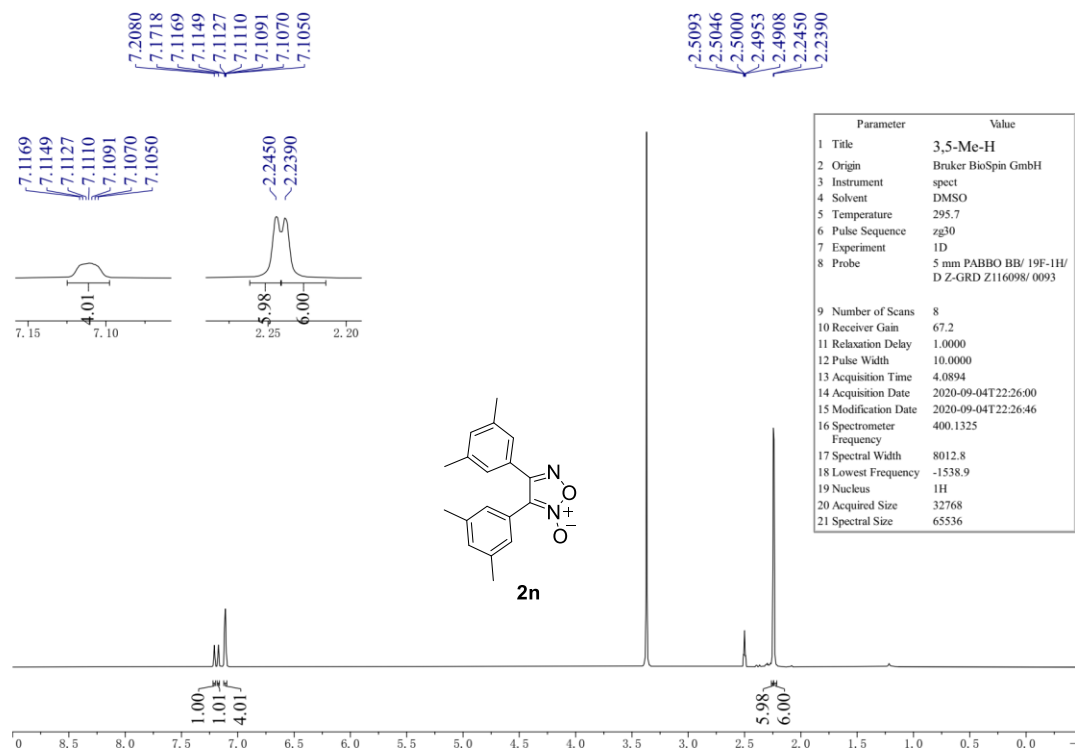 7.2080
7.1718
7.1169
7.1149
7.1127
7.1110
7.1091
7.1070
7.1050
2.5093
2.5046
2.5000
2.4953
2.4908
2.2450
2.2390
7.1169
7.1149
7.1127
7.1110
7.1091
7.1070
7.1050
2.2450
2.2390
4.01
7.15 7.10
5.98
6.00
2.25 2.20
Parameter Value
1 Title 3,5-Me-H
2 Origin Bruker BioSpin GmbH
3 Instrument spect
4 Solvent DMSO
5 Temperature 295.7
6 Pulse Sequence zg30
7 Experiment 1D
8 Probe 5 mm PABBO BB/ 19F-1H/
D Z-GRD Z116098/ 0093
9 Number of Scans 8
10 Receiver Gain 67.2
11 Relaxation Delay 1.0000
12 Pulse Width 10.0000
13 Acquisition Time 4.0894
14 Acquisition Date 2020-09-04T22:26:00
15 Modification Date 2020-09-04T22:26:46
16 Spectrometer 400.1325
Frequency
17 Spectral Width 8012.8
18 Lowest Frequency -1538.9
19 Nucleus 1H
20 Acquired Size 32768
21 Spectral Size 65536
N
O
N
+
O
−
2n
1.00
1.01
4.01
5.98
6.00
0 8.5 8.0 7.5 7.0 6.5 6.0 5.5 5.0 4.5 4.0 3.5 3.0 2.5 2.0 1.5 1.0 0.5 0.0 -0